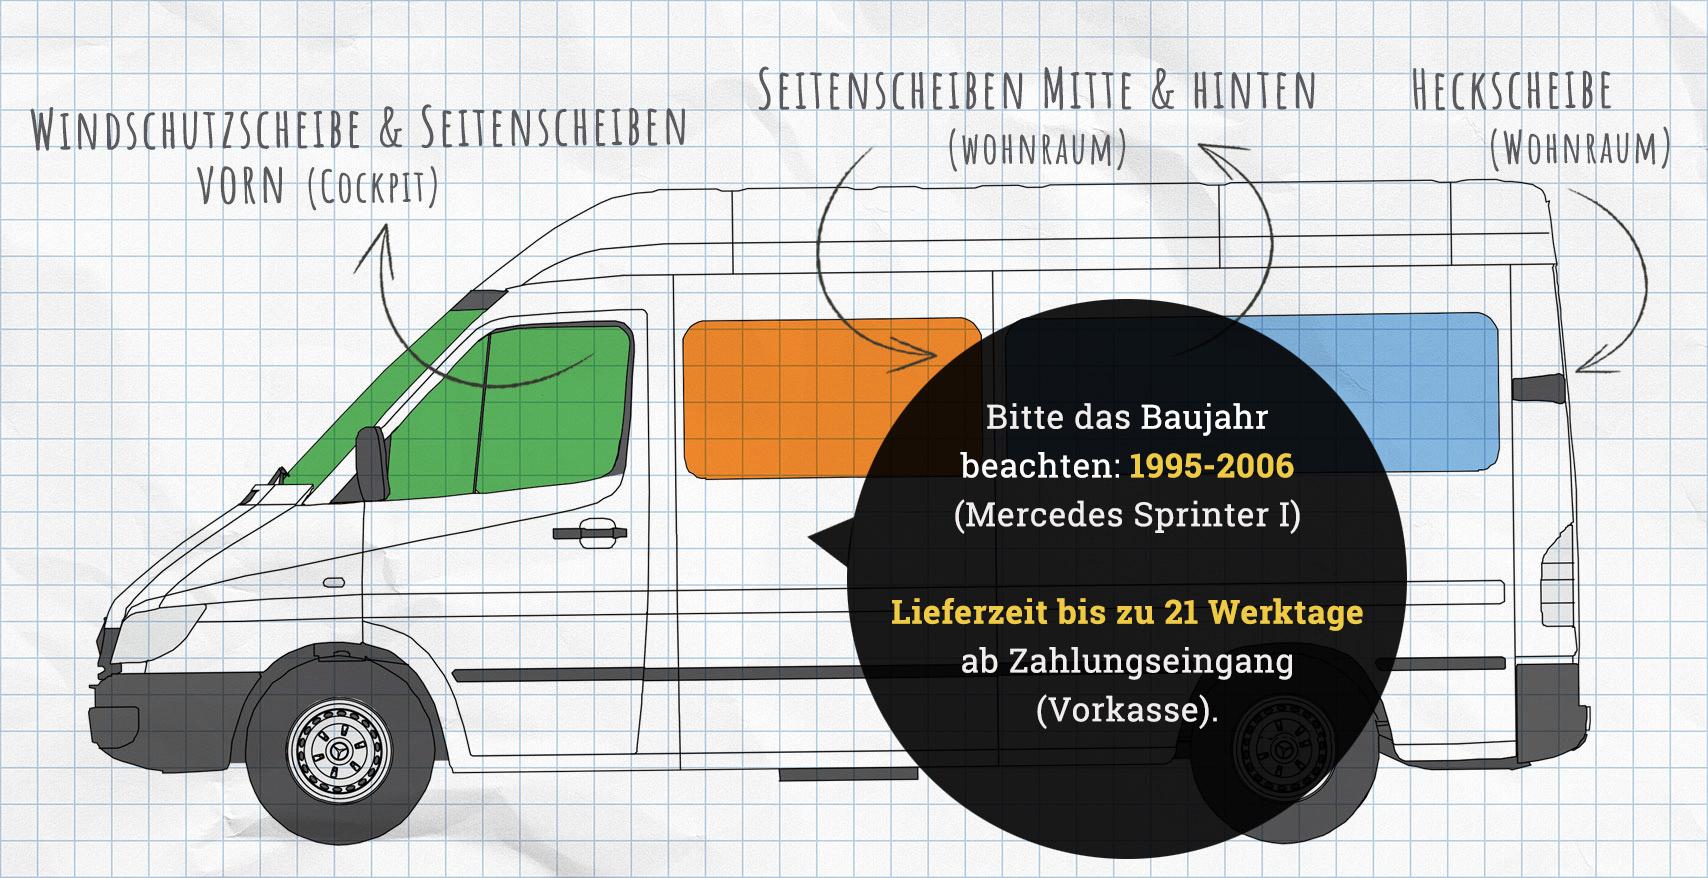 Windschutzscheibe & Seitenscheiben
vorn (Cockpit)
Seitenscheiben Mitte & hinten
(wohnraum)
Heckscheibe
(Wohnraum)
Bitte das Baujahr
beachten: 1995-2006
(Mercedes Sprinter I)
Lieferzeit bis zu 21 Werktage
ab Zahlungseingang
(Vorkasse).